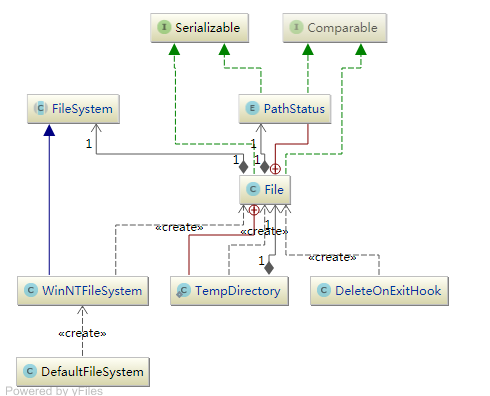 I Serializable
I Comparable
C FileSystem
E PathStatus
1
1
1
1
C File
«create»
1
«create»
«create»
1
C WinNTFileSystem
C TempDirectory
C DeleteOnExitHook
«create»
C DefaultFileSystem
Powered by yFiles